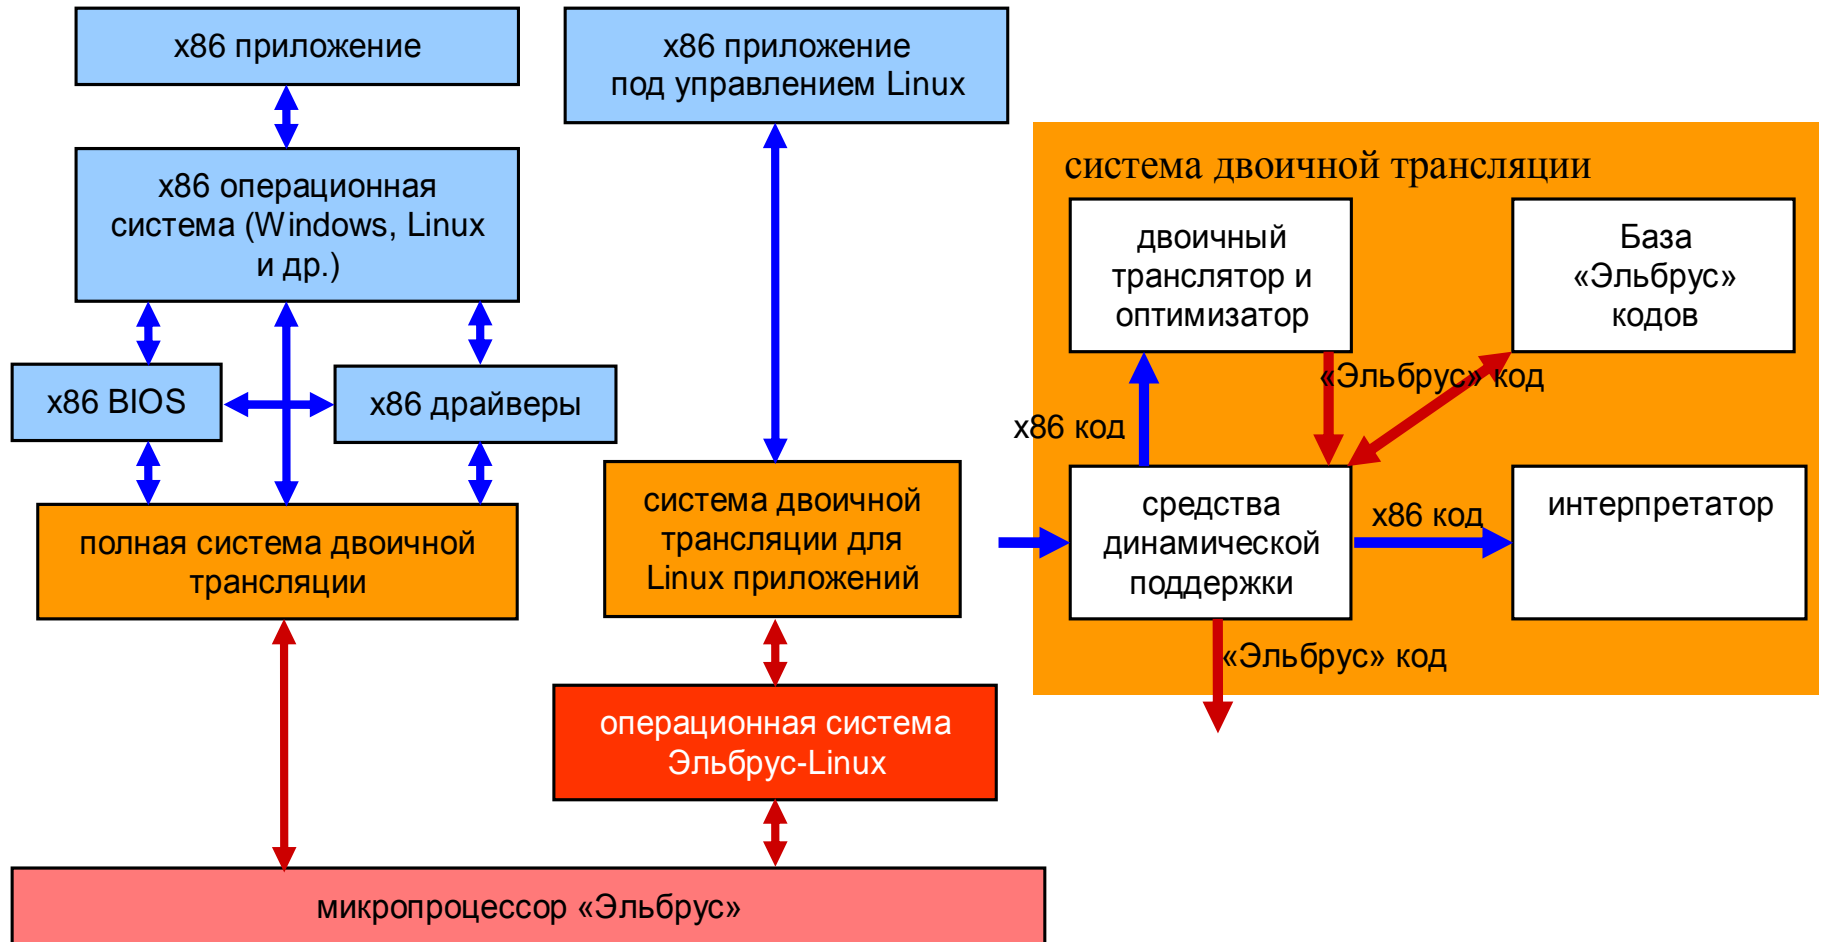 x86 приложение
x86 операционная
система (Windows, Linux
и др.)
x86 BIOS
x86 драйверы
полная система двоичной
трансляции
x86 приложение
под управлением Linux
система двоичной
трансляции для
Linux приложений
операционная система
Эльбрус-Linux
микропроцессор «Эльбрус»
система двоичной трансляции
двоичный
транслятор и
оптимизатор
База
«Эльбрус»
кодов
«Эльбрус» код
x86 код
средства
динамической
поддержки
x86 код
интерпретатор
«Эльбрус» код